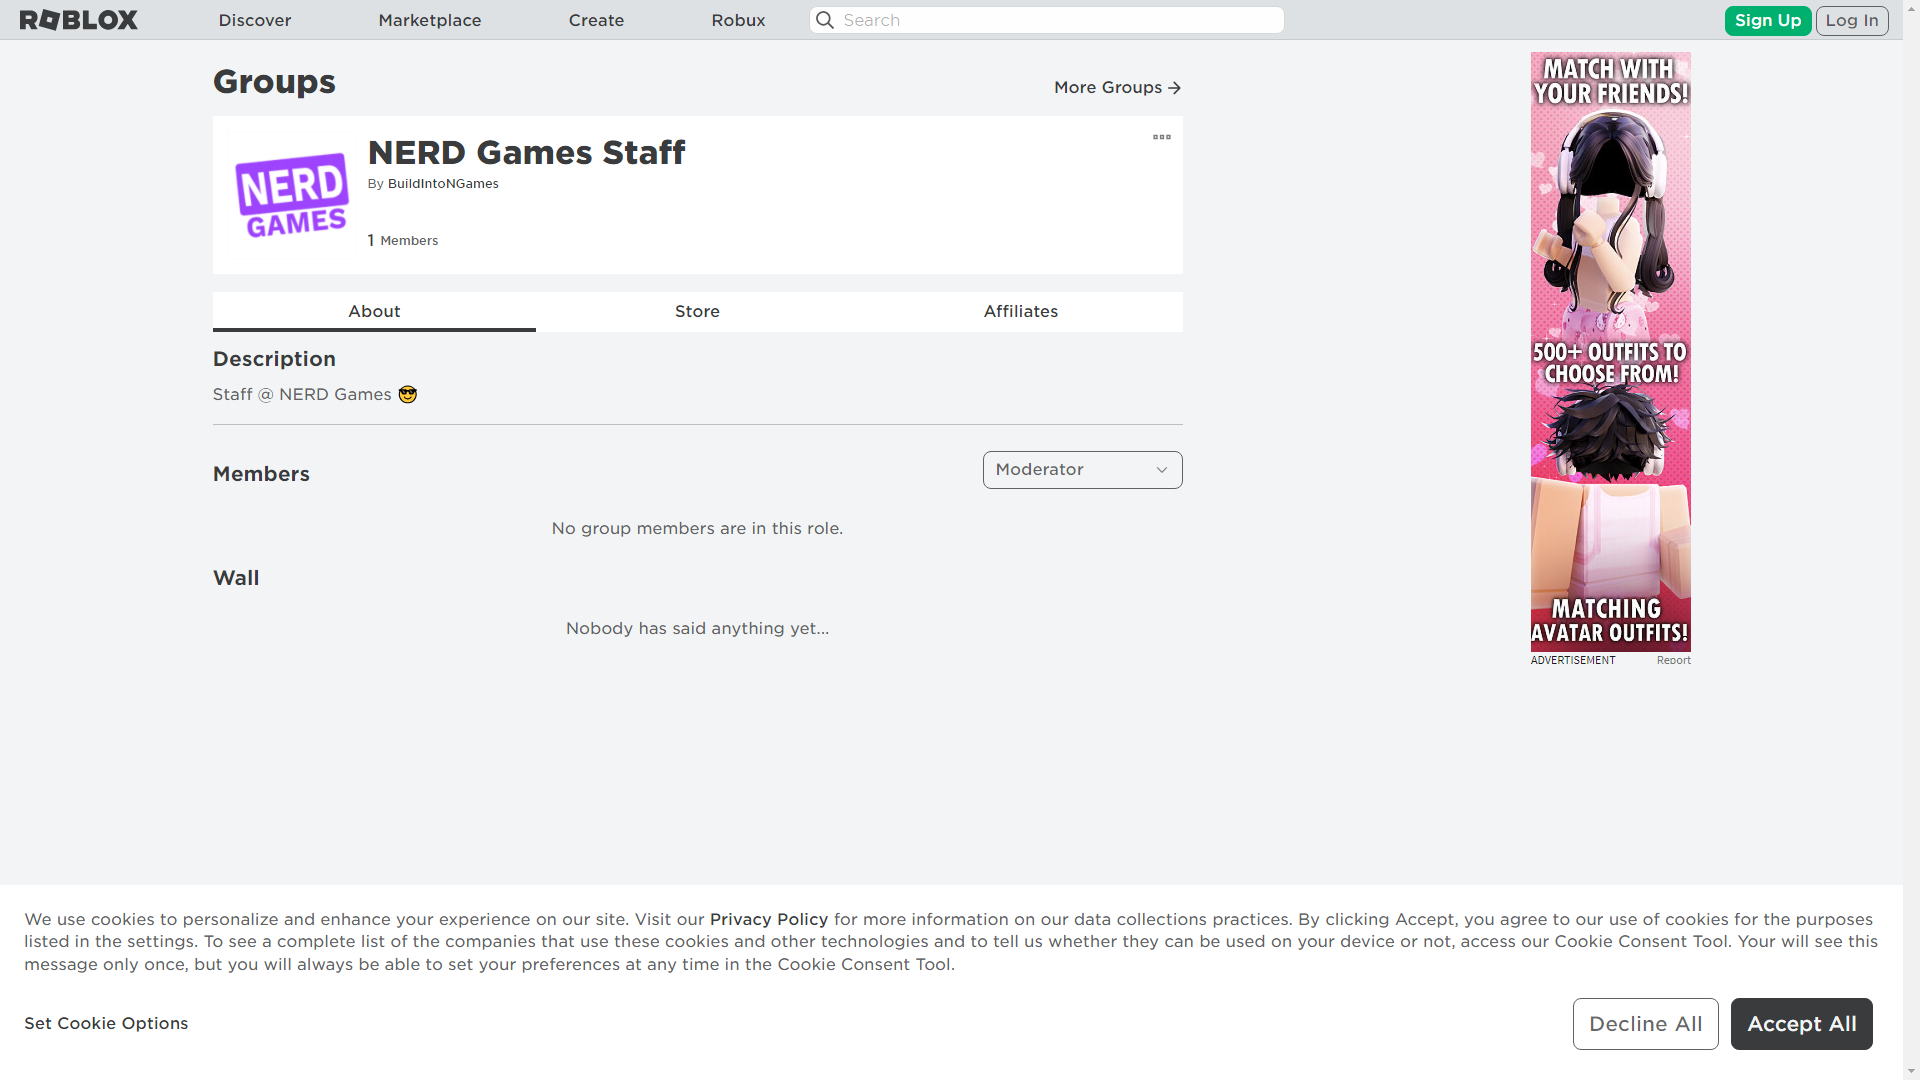 ROBLOX
Discover
Marketplace
Create
Robux
Search
Sign Up
Log In
Groups
More Groups
NERD
GAMES
NERD Games Staff
By BuildIntoNGames
1 Members
About
Store
Affiliates
Description
Staff @ NERD Games 😎
Members
Moderator
No group members are in this role.
Wall
Nobody has said anything yet...
MATCH WITH
YOUR FRIENDS!
500+ OUTFITS TO
CHOOSE FROM!
MATCHING
AVATAR OUTFITS!
ADVERTISEMENT
Report
We use cookies to personalize and enhance your experience on our site. Visit our Privacy Policy for more information on our data collections practices. By clicking Accept, you agree to our use of cookies for the purposes
listed in the settings. To see a complete list of the companies that use these cookies and other technologies and to tell us whether they can be used on your device or not, access our Cookie Consent Tool. Your will see this
message only once, but you will always be able to set your preferences at any time in the Cookie Consent Tool.
Set Cookie Options
Decline All
Accept All